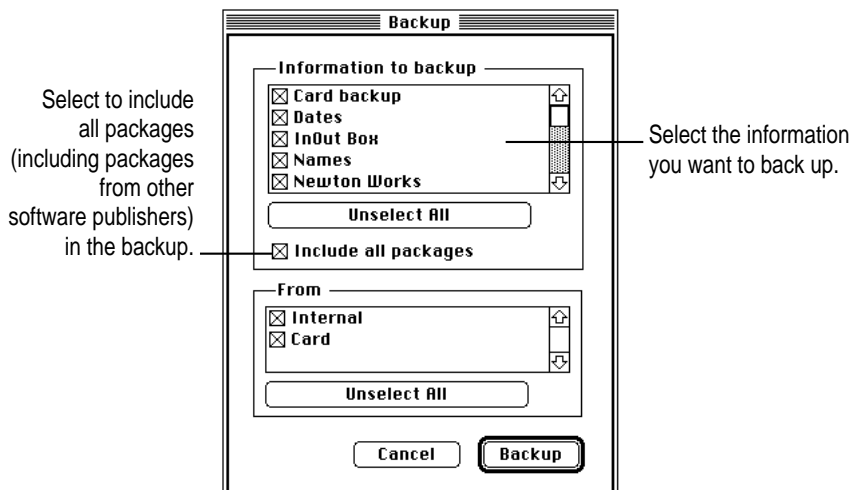 Backup
Information to backup
Card backup
Dates
InOut Box
Names
Newton Works
Unselect All
Include all packages
From
Internal
Card
Unselect All
Cancel
Backup
Select to include
all packages
(including packages
from other
software publishers)
in the backup.
Select the information
you want to back up.